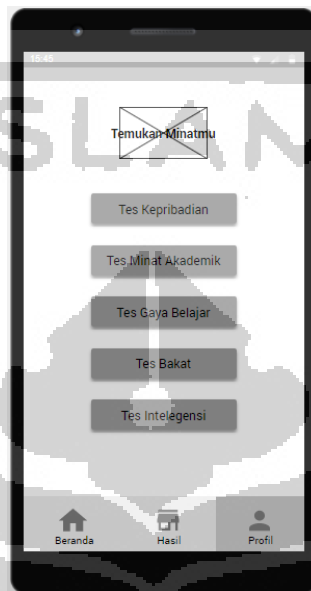 15:45
Temukan Minatmu
Tes Kepribadian
Tes Minat Akademik
Tes Gaya Belajar
Tes Bakat
Tes Intelegensi
Beranda
Hasil
Profil